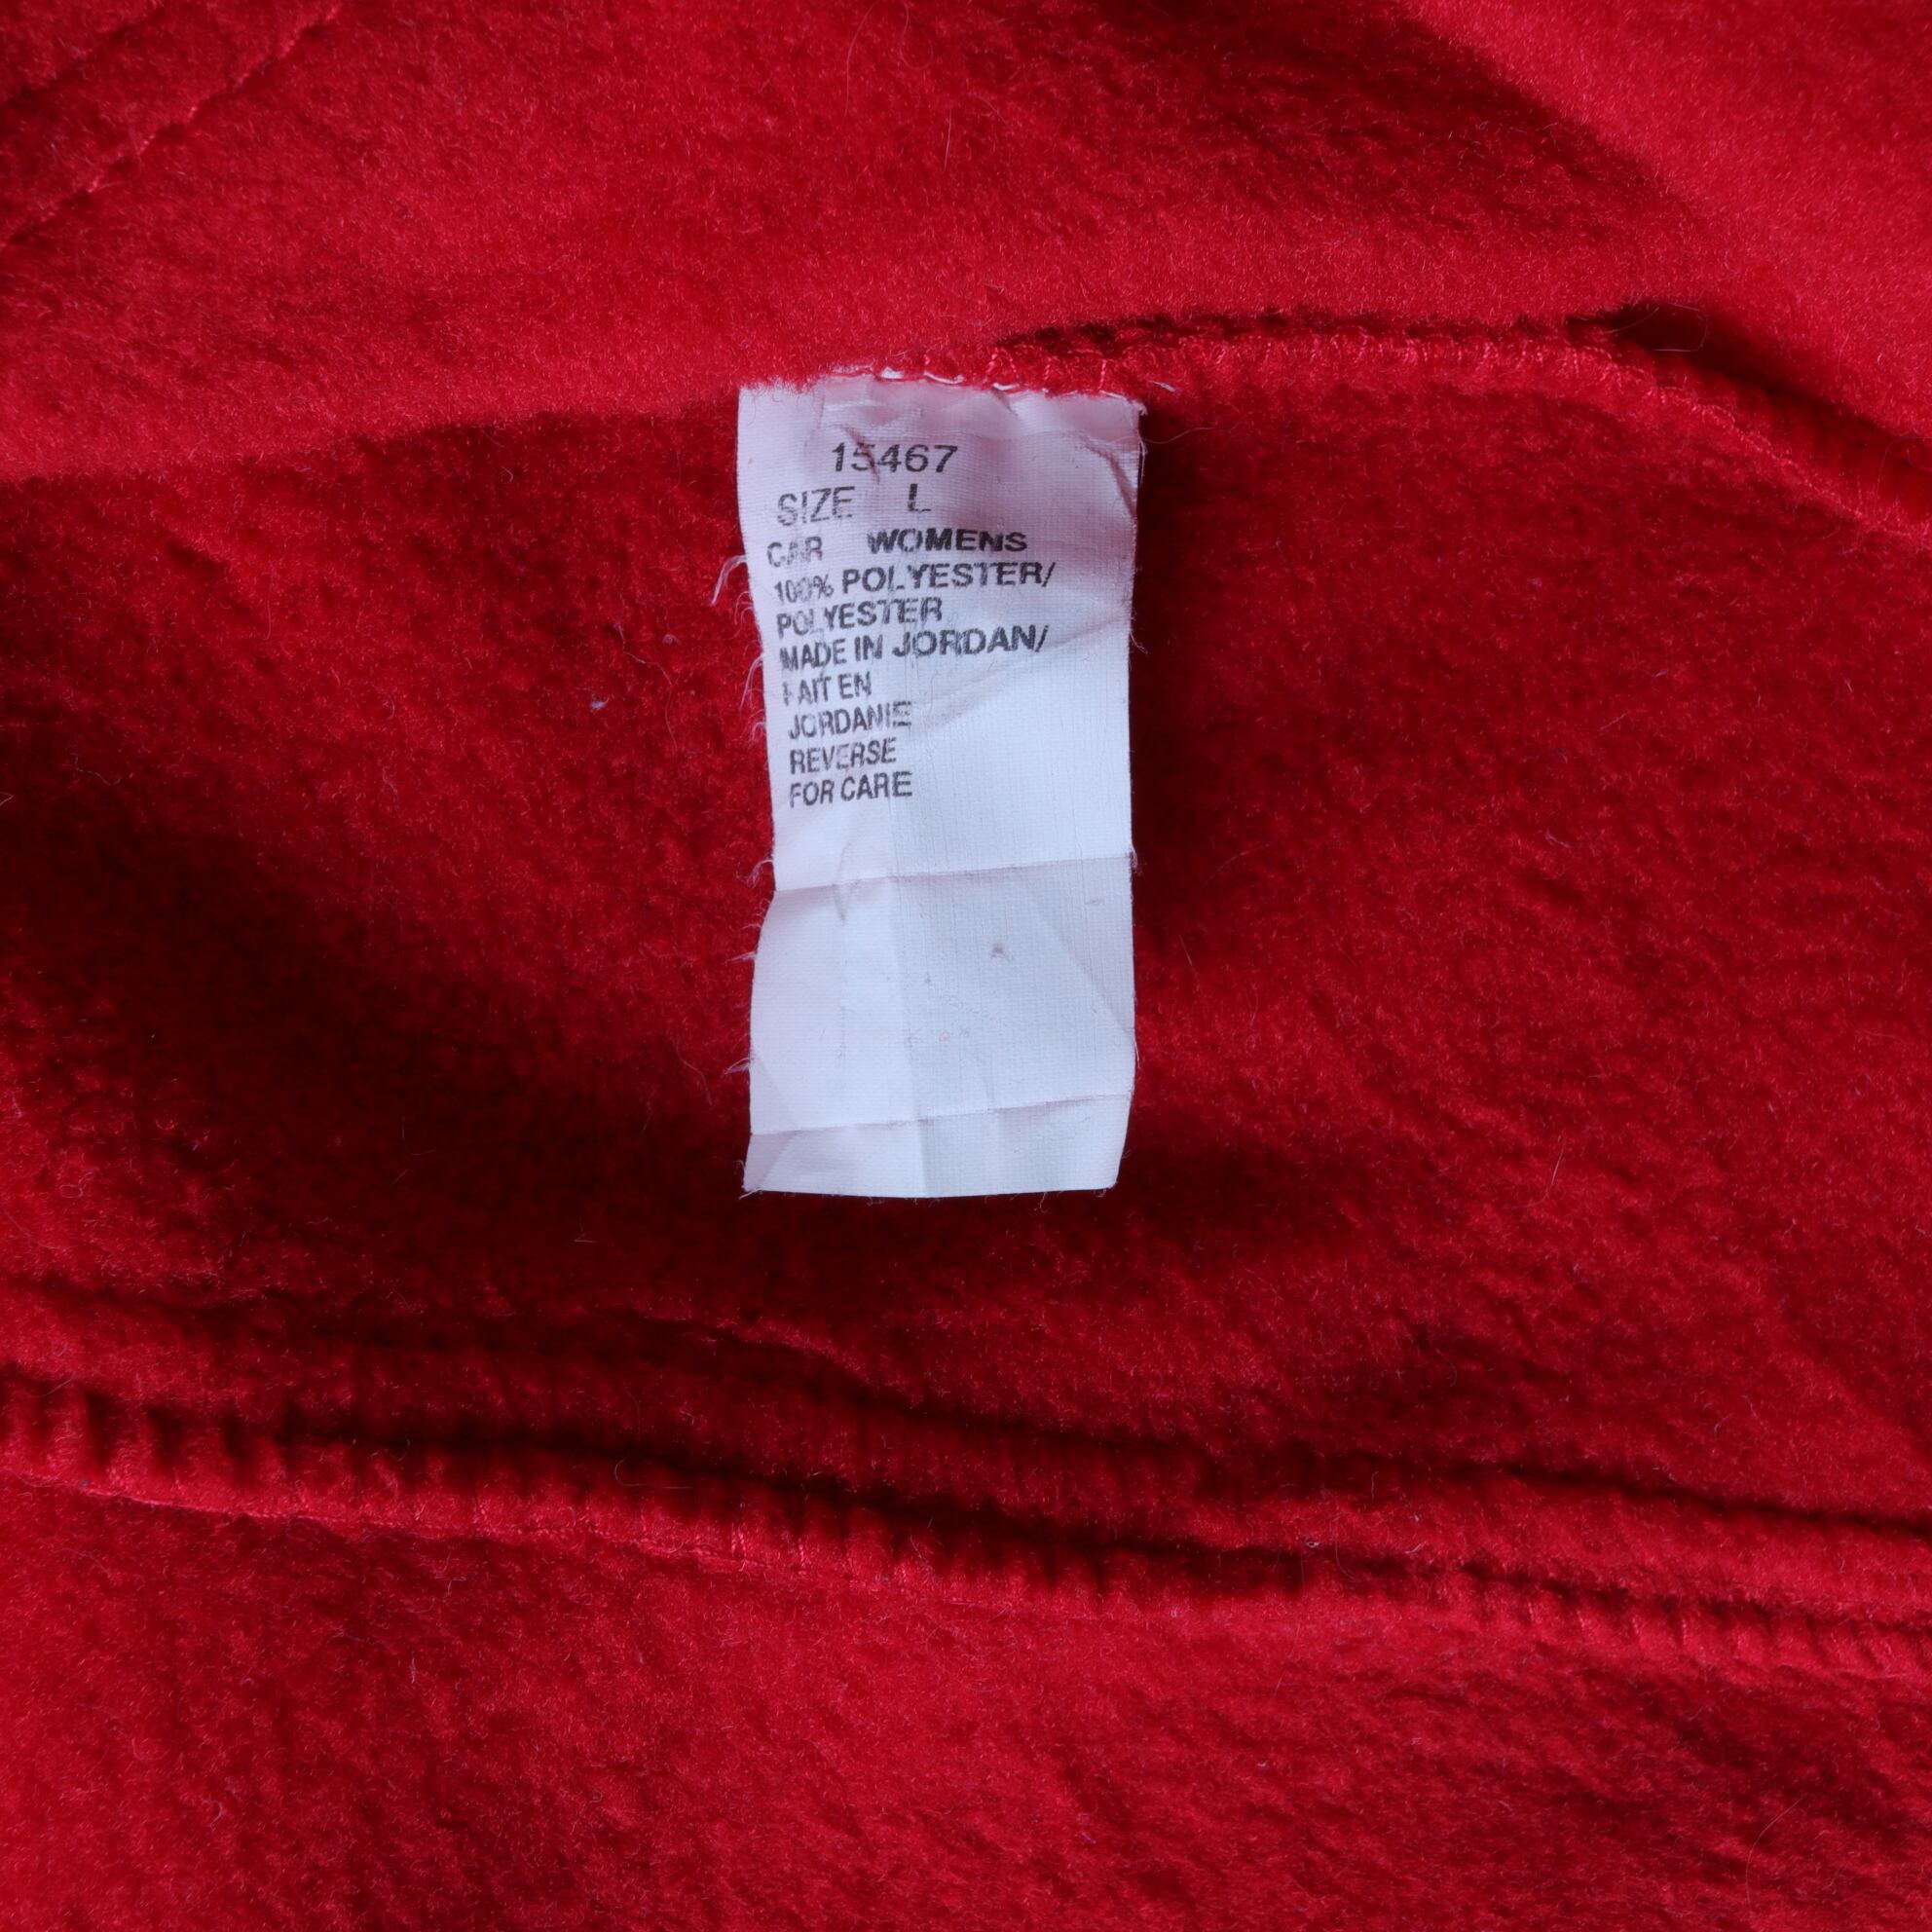 15467
SIZE L
CAR WOMENS
100% POLYESTER/
POLYESTER
MADE IN JORDAN/
FAIT EN
JORDANIE
REVERSE
FOR CARE